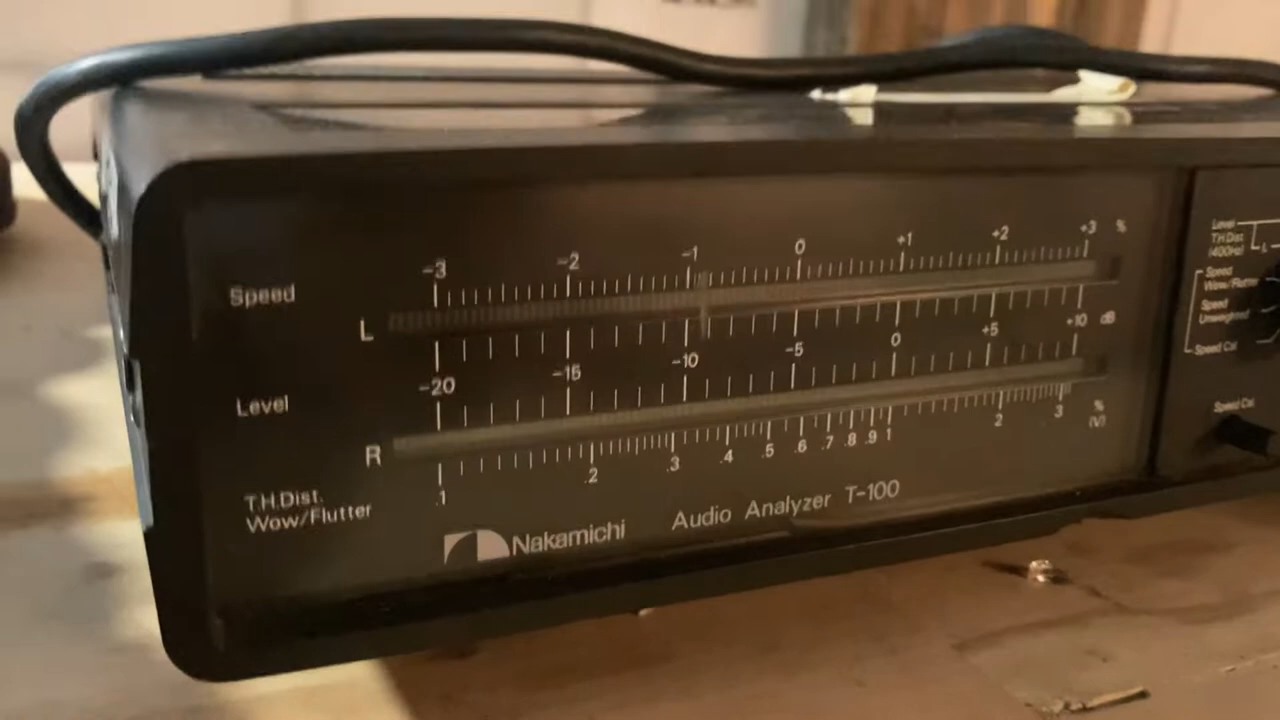 -3 -2 -1 0 +1 +2 +3 %
Speed
L
-20 -15 -10 -5 0 +5 +10 dB
Level
R
.1 .2 .3 .4 .5 .6 .7 .8 .9 1 2 3 % (V)
T.H.Dist.
Wow/Flutter
Nakamichi Audio Analyzer T-100
Level
T.H.Dist.
(400Hz)
L
Speed
Wow/Flutter
Speed
Unweighted
Speed Cal
Speed Cal